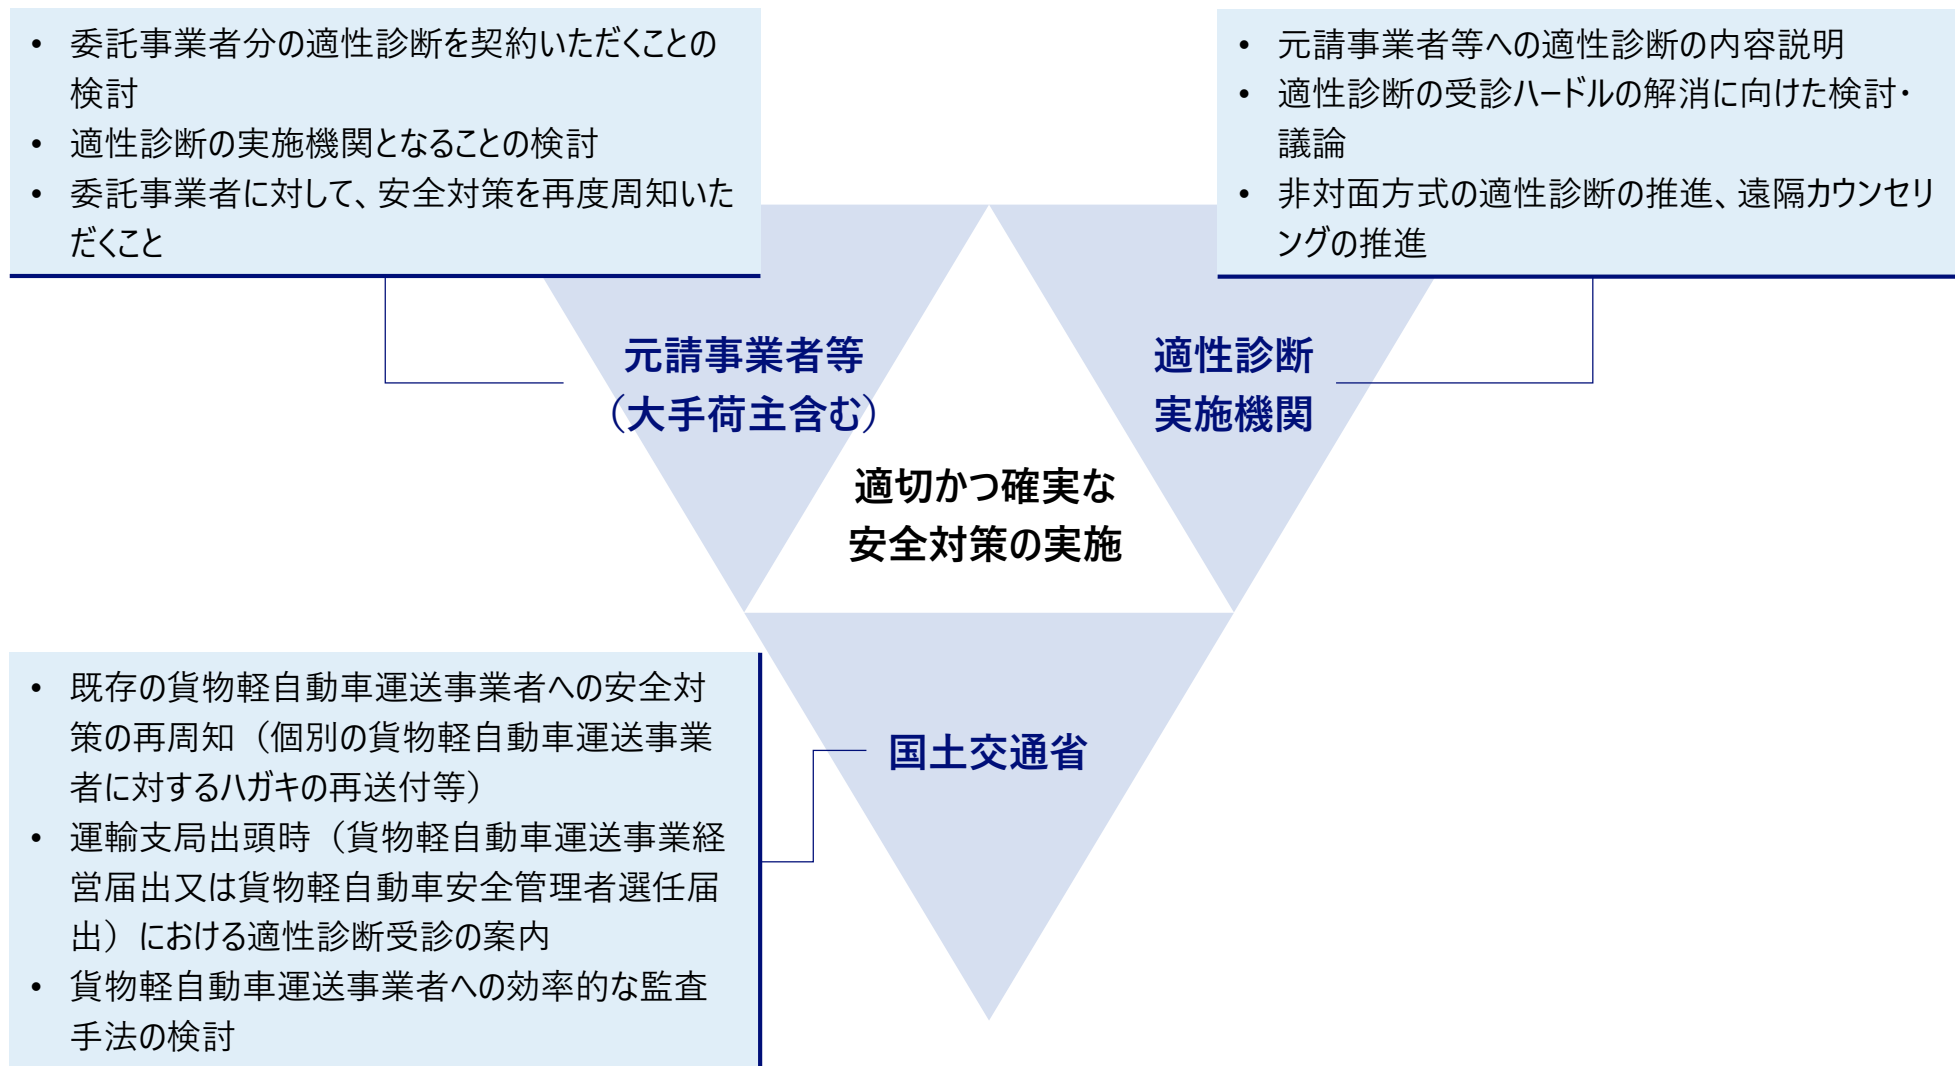 • 委託事業者分の適性診断を契約いただくことの
検討
• 適性診断の実施機関となることの検討
• 委託事業者に対して、安全対策を再度周知いた
だくこと
• 元請事業者等への適性診断の内容説明
• 適性診断の受診ハードルの解消に向けた検討・
議論
• 非対面方式の適性診断の推進、遠隔カウンセリ
ングの推進
元請事業者等
（大手荷主含む）
適性診断
実施機関
適切かつ確実な
安全対策の実施
• 既存の貨物軽自動車運送事業者への安全対
策の再周知（個別の貨物軽自動車運送事業
者に対するハガキの再送付等）
• 運輸支局出頭時（貨物軽自動車運送事業経
営届出又は貨物軽自動車安全管理者選任届
出）における適性診断受診の案内
• 貨物軽自動車運送事業者への効率的な監査
手法の検討
国土交通省